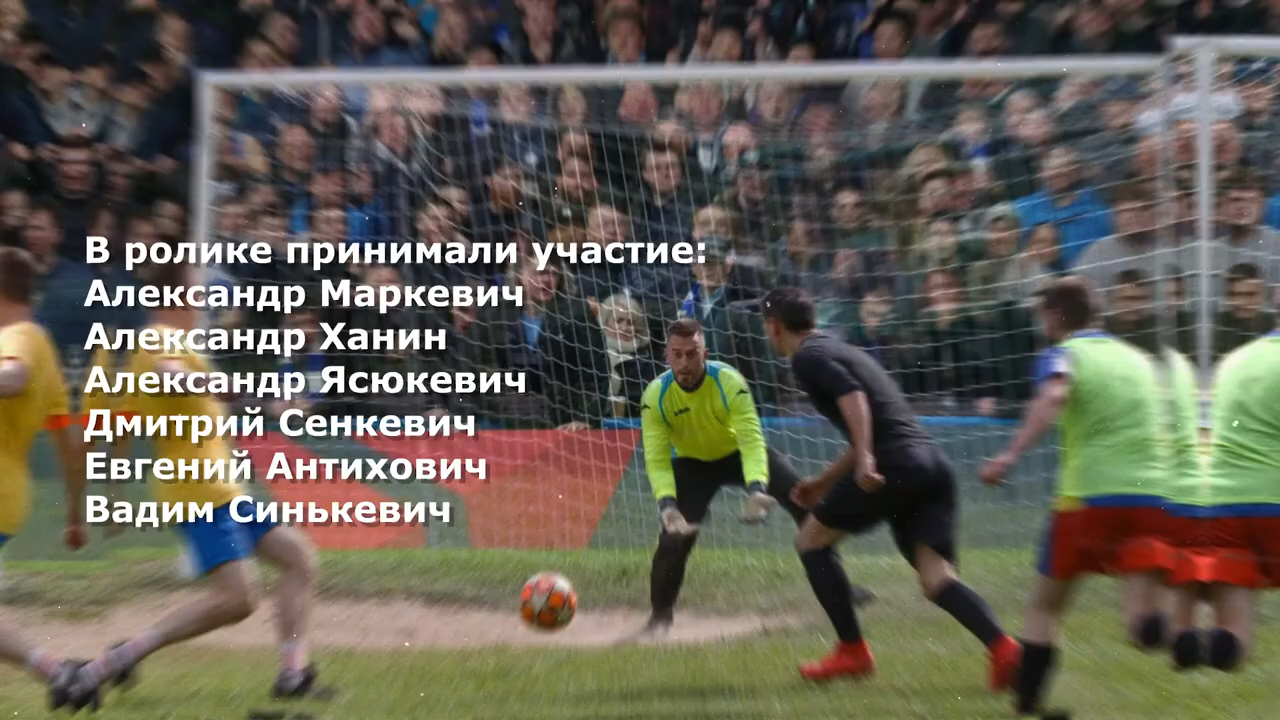 В ролике принимали участие:
Александр Маркевич
Александр Ханин
Александр Ясюкевич
Дмитрий Сенкевич
Евгений Антихович
Вадим Синькевич